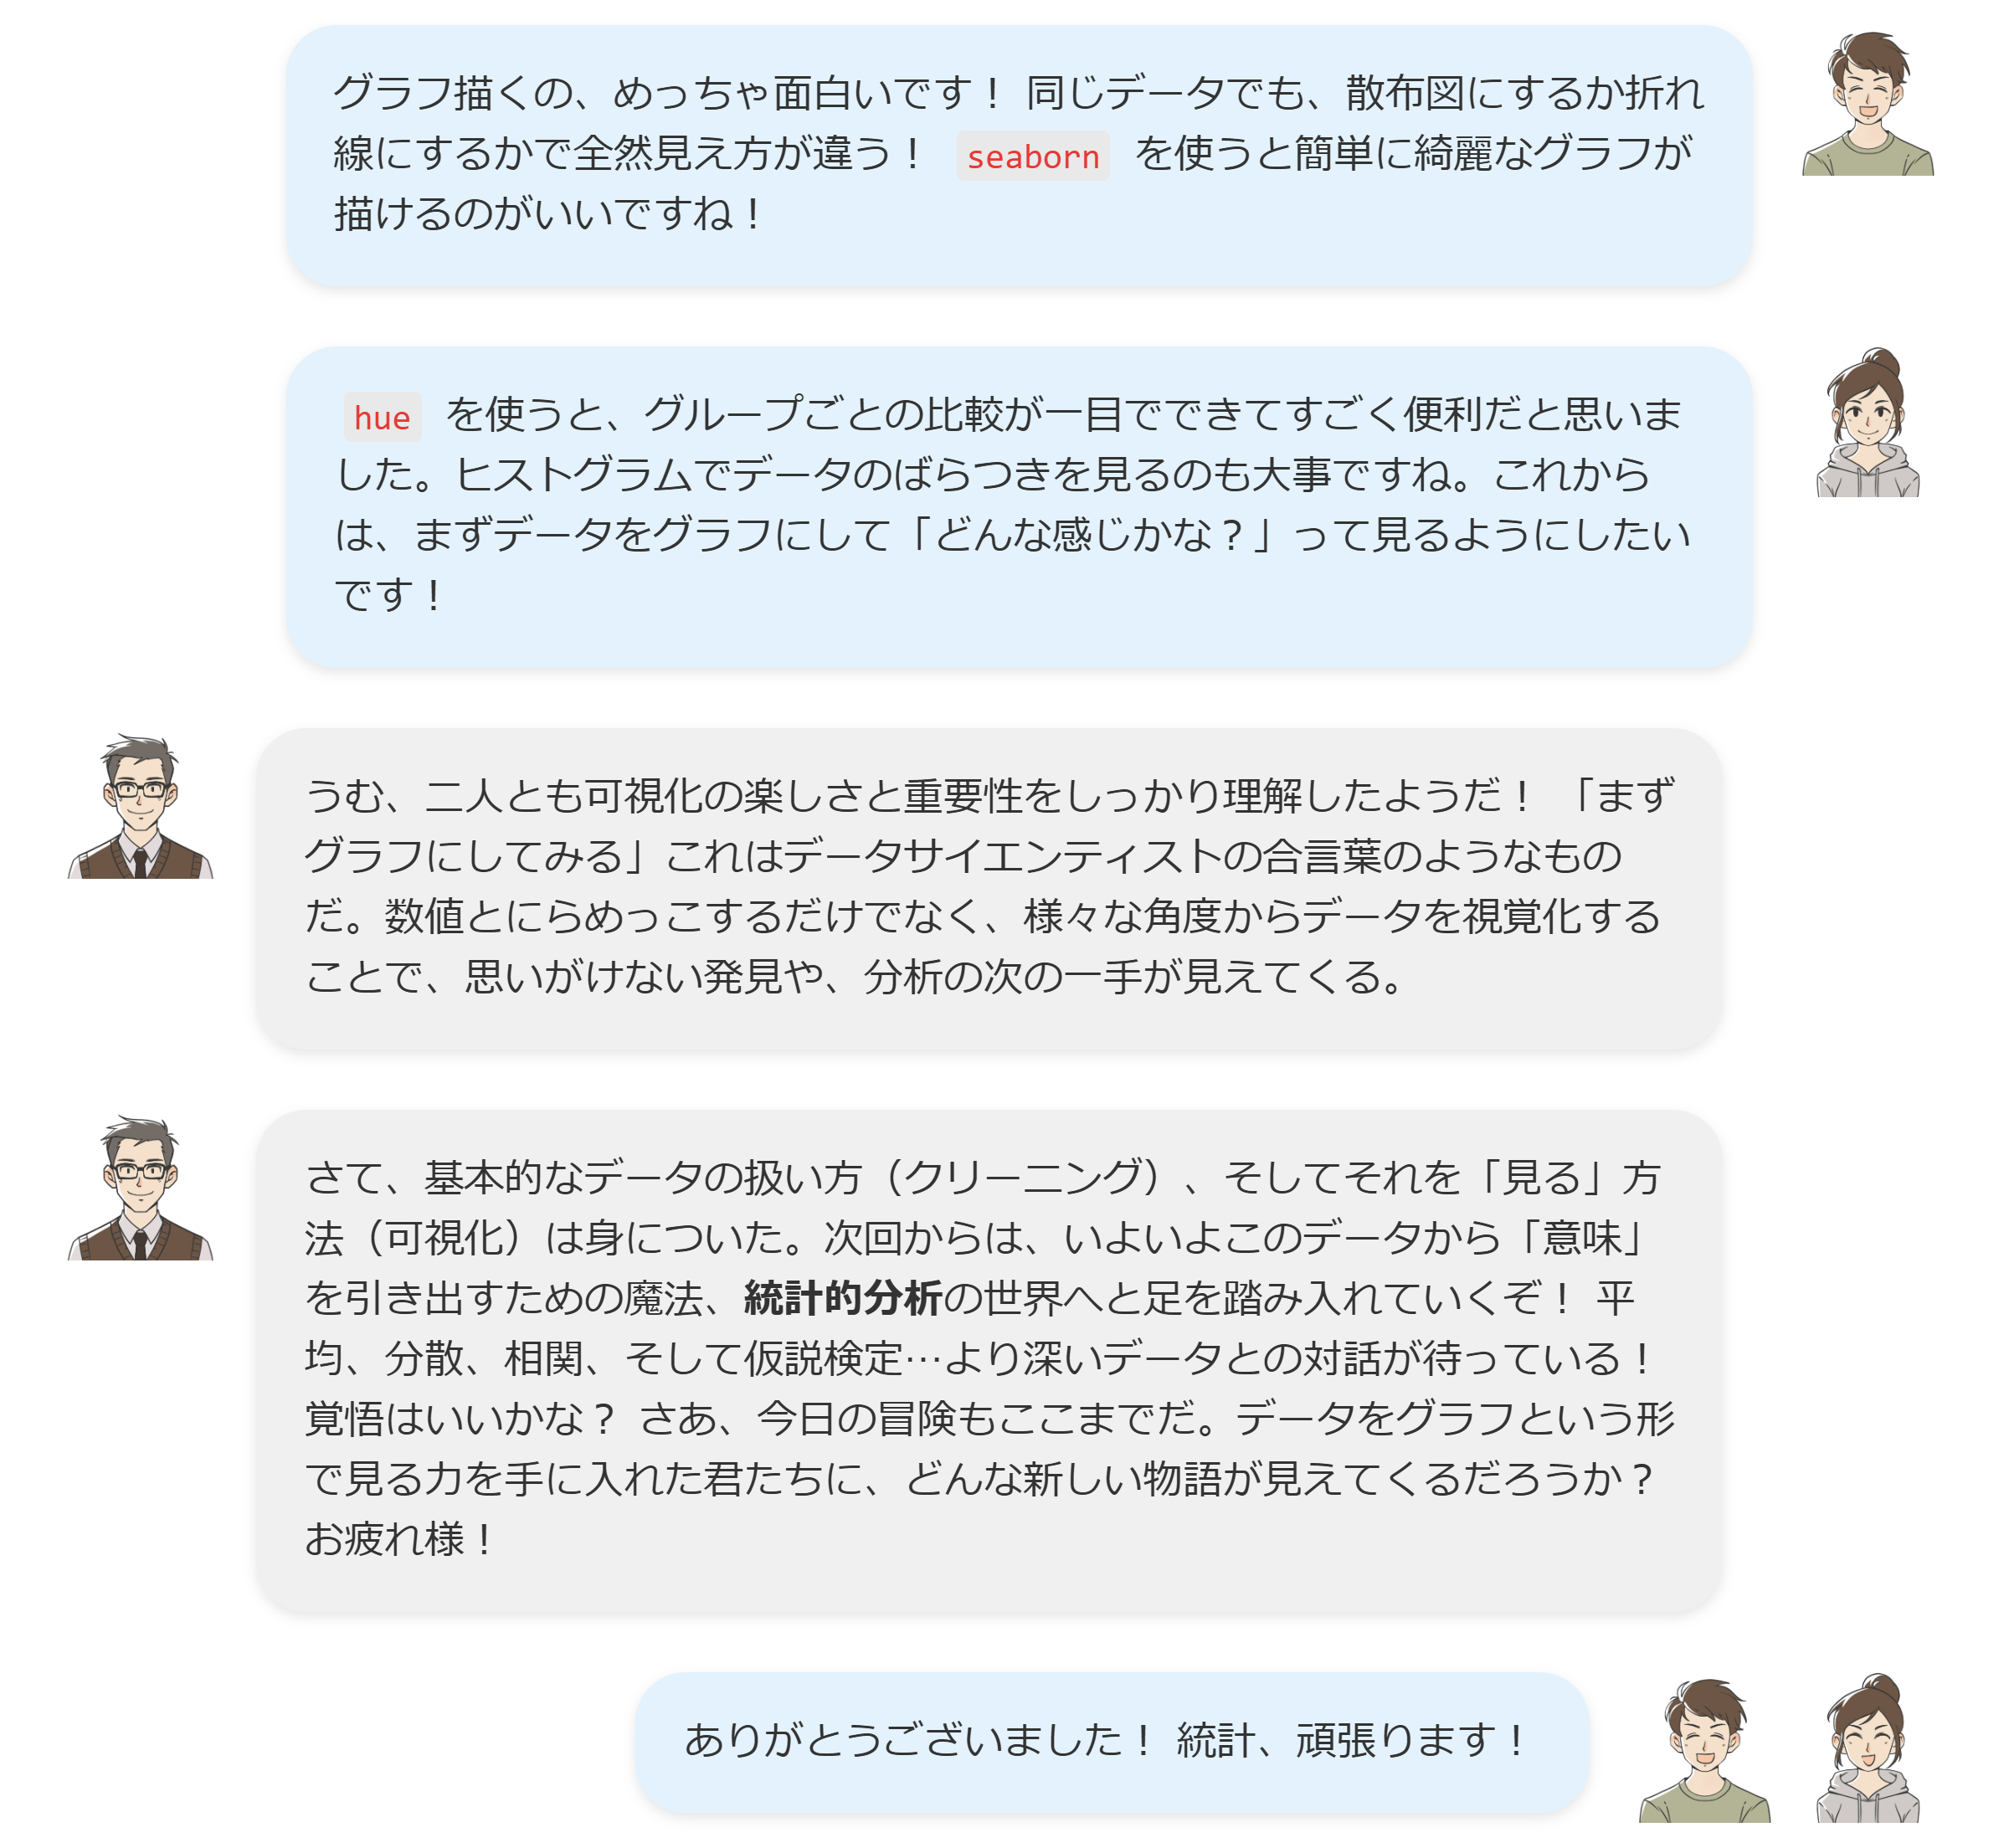 グラフ描くの、めっちゃ面白いです！ 同じデータでも、散布図にするか折れ
線にするかで全然見え方が違う！ seaborn を使うと簡単に綺麗なグラフが
描けるのがいいですね！
hue を使うと、グループごとの比較が一目でできてすごく便利だと思いま
した。ヒストグラムでデータのばらつきを見るのも大事ですね。これから
は、まずデータをグラフにして「どんな感じかな？」って見るようにしたい
です！
うむ、二人とも可視化の楽しさと重要性をしっかり理解したようだ！ 「まず
グラフにしてみる」これはデータサイエンティストの合言葉のようなもの
だ。数値とにらめっこするだけでなく、様々な角度からデータを視覚化する
ことで、思いがけない発見や、分析の次の一手が見えてくる。
さて、基本的なデータの扱い方（クリーニング）、そしてそれを「見る」方
法（可視化）は身についた。次回からは、いよいよこのデータから「意味」
を引き出すための魔法、統計的分析の世界へと足を踏み入れていくぞ！ 平
均、分散、相関、そして仮説検定…より深いデータとの対話が待っている！
覚悟はいいかな？ さあ、今日の冒険もここまでだ。データをグラフという形
で見る力を手に入れた君たちに、どんな新しい物語が見えてくるだろうか？
お疲れ様！
ありがとうございました！ 統計、頑張ります！